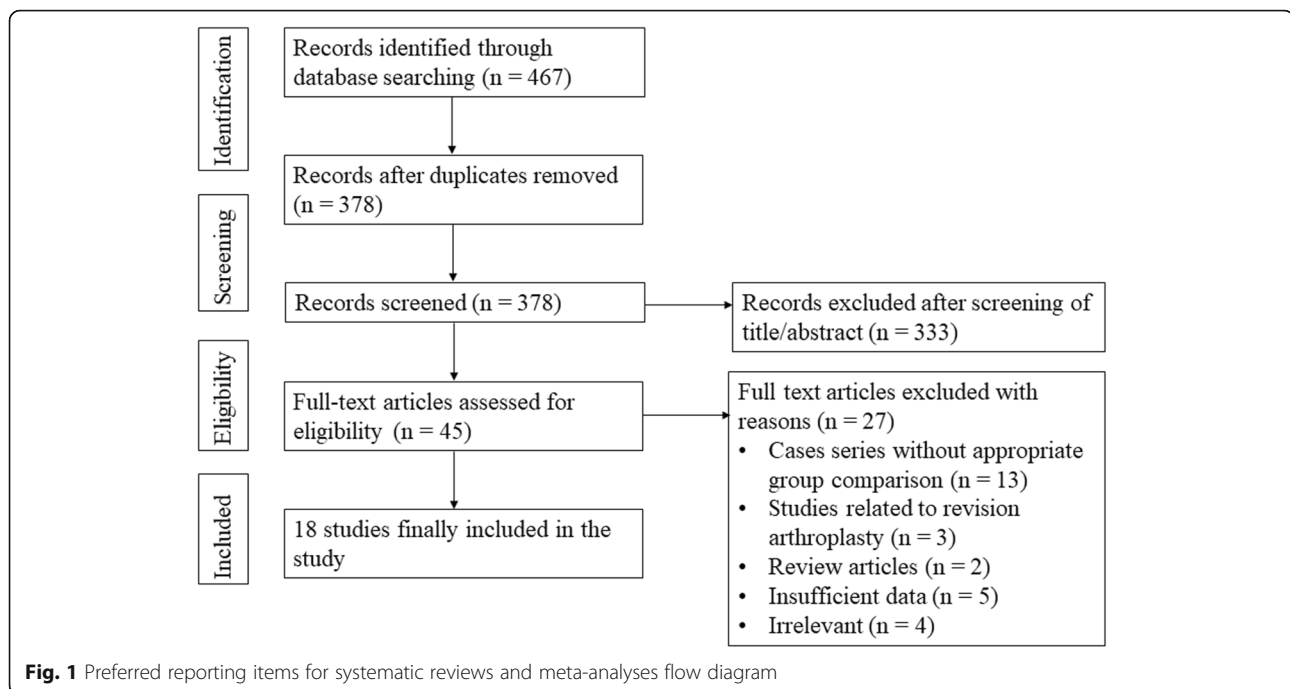 Identification
Records identified through
database searching (n = 467)
Records after duplicates removed
(n = 378)
Screening
Records screened (n = 378)
Records excluded after screening of
title/abstract (n = 333)
Eligibility
Full-text articles assessed for
eligibility (n = 45)
Full text articles excluded with
reasons (n = 27)
• Cases series without appropriate
group comparison (n = 13)
• Studies related to revision
arthroplasty (n = 3)
• Review articles (n = 2)
• Insufficient data (n = 5)
• Irrelevant (n = 4)
Included
18 studies finally included in the
study
Fig. 1 Preferred reporting items for systematic reviews and meta-analyses flow diagram